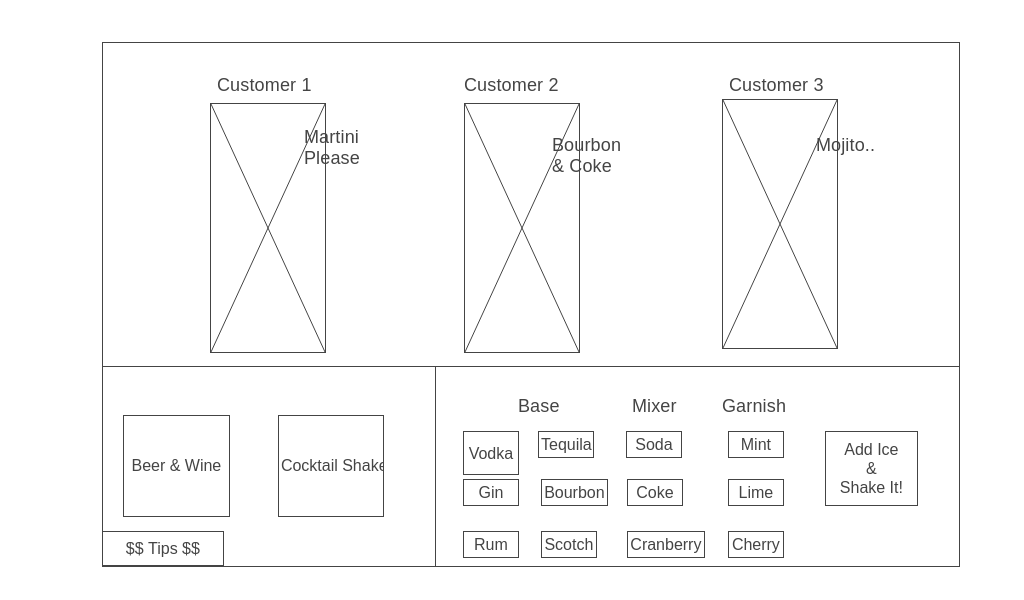 Customer 1
Customer 2
Customer 3
Martini
Please
Bourbon
& Coke
Mojito..
Beer & Wine
Cocktail Shake
$$ Tips $$
Base
Mixer
Garnish
Vodka
Tequila
Soda
Mint
Gin
Bourbon
Coke
Lime
Rum
Scotch
Cranberry
Cherry
Add Ice
&
Shake It!